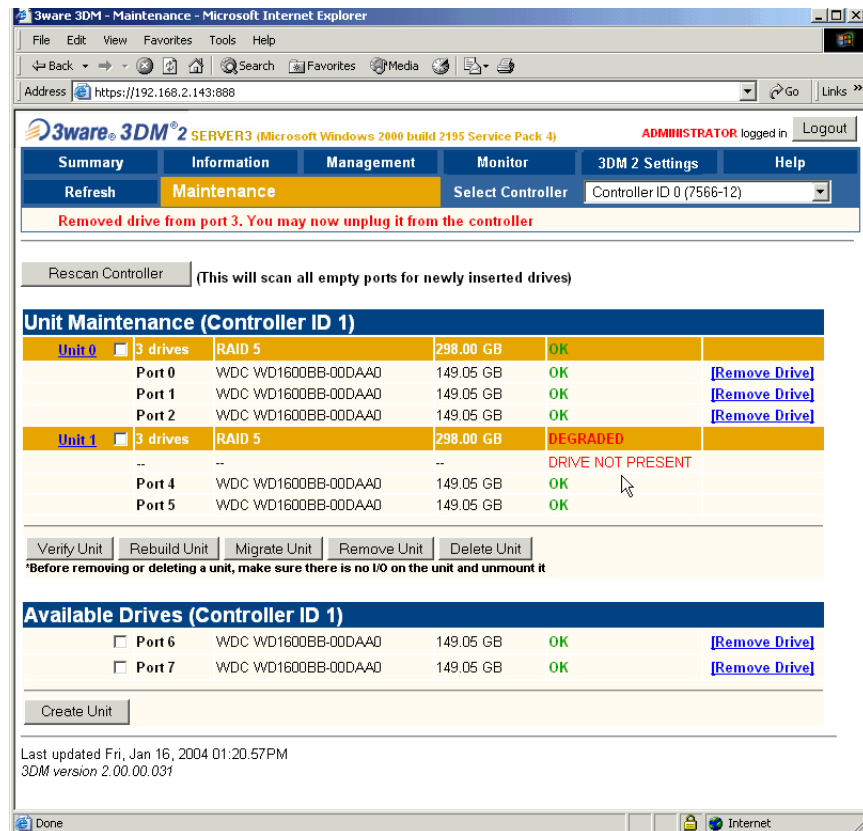 3ware 3DM - Maintenance - Microsoft Internet Explorer
File Edit View Favorites Tools Help
Back Search Favorites Media
Address https://192.168.2.143:888 Go Links »
3ware® 3DM®2 SERVER3 (Microsoft Windows 2000 build 2195 Service Pack 4) ADMINISTRATOR logged in Logout
Summary Information Management Monitor 3DM 2 Settings Help
Refresh Maintenance Select Controller Controller ID 0 (7566-12)
Removed drive from port 3. You may now unplug it from the controller
Rescan Controller (This will scan all empty ports for newly inserted drives)
Unit Maintenance (Controller ID 1)
Unit 0 3 drives RAID 5 298.00 GB OK
Port 0 WDC WD1600BB-00DAA0 149.05 GB OK [Remove Drive]
Port 1 WDC WD1600BB-00DAA0 149.05 GB OK [Remove Drive]
Port 2 WDC WD1600BB-00DAA0 149.05 GB OK [Remove Drive]
Unit 1 3 drives RAID 5 298.00 GB DEGRADED
-- -- -- DRIVE NOT PRESENT
Port 4 WDC WD1600BB-00DAA0 149.05 GB OK
Port 5 WDC WD1600BB-00DAA0 149.05 GB OK
Verify Unit Rebuild Unit Migrate Unit Remove Unit Delete Unit
*Before removing or deleting a unit, make sure there is no I/O on the unit and unmount it
Available Drives (Controller ID 1)
Port 6 WDC WD1600BB-00DAA0 149.05 GB OK [Remove Drive]
Port 7 WDC WD1600BB-00DAA0 149.05 GB OK [Remove Drive]
Create Unit
Last updated Fri, Jan 16, 2004 01:20.57PM
3DM version 2.00.00.031
Done Internet